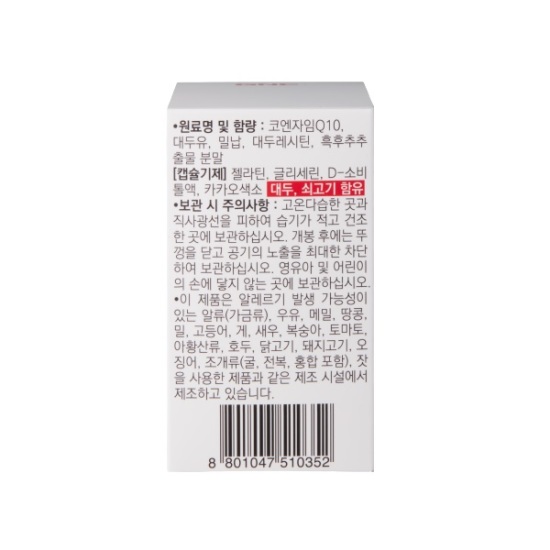 •원료명 및 함량 : 코엔자임Q10,
대두유, 밀납, 대두레시틴, 흑후추추
출물 분말
[캡슐기제] 젤라틴, 글리세린, D-소비
톨액, 카카오색소 대두, 쇠고기 함유
•보관 시 주의사항 : 고온다습한 곳과
직사광선을 피하여 습기가 적고 건조
한 곳에 보관하십시오. 개봉 후에는 뚜
껑을 닫고 공기의 노출을 최대한 차단
하여 보관하십시오. 영유아 및 어린이
의 손에 닿지 않는 곳에 보관하십시오.
•이 제품은 알레르기 발생 가능성이
있는 알류(가금류), 우유, 메밀, 땅콩,
밀, 고등어, 게, 새우, 복숭아, 토마토,
아황산류, 호두, 닭고기, 돼지고기, 오
징어, 조개류(굴, 전복, 홍합 포함), 잣
을 사용한 제품과 같은 제조 시설에서
제조하고 있습니다.
8 801047 510352